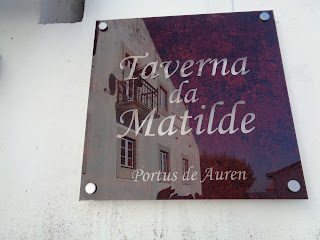 Taverna
da
Matilde
Portus de Auren